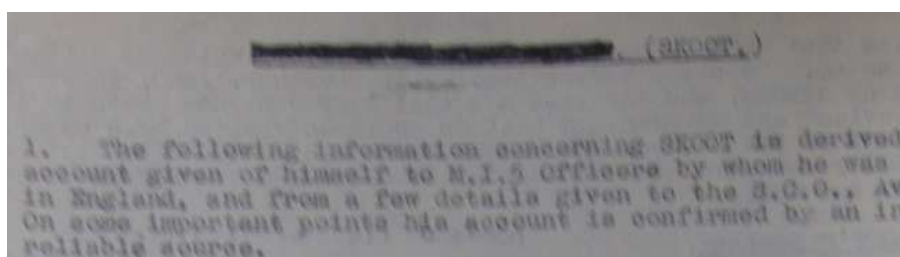 (SKOOT.)
1. The following information concerning SKOOT is derived
account given of himself to M.I.5 Officers by whom he was
in England, and from a few details given to the S.C.O., Av
On some important points his account is confirmed by an in
reliable source.